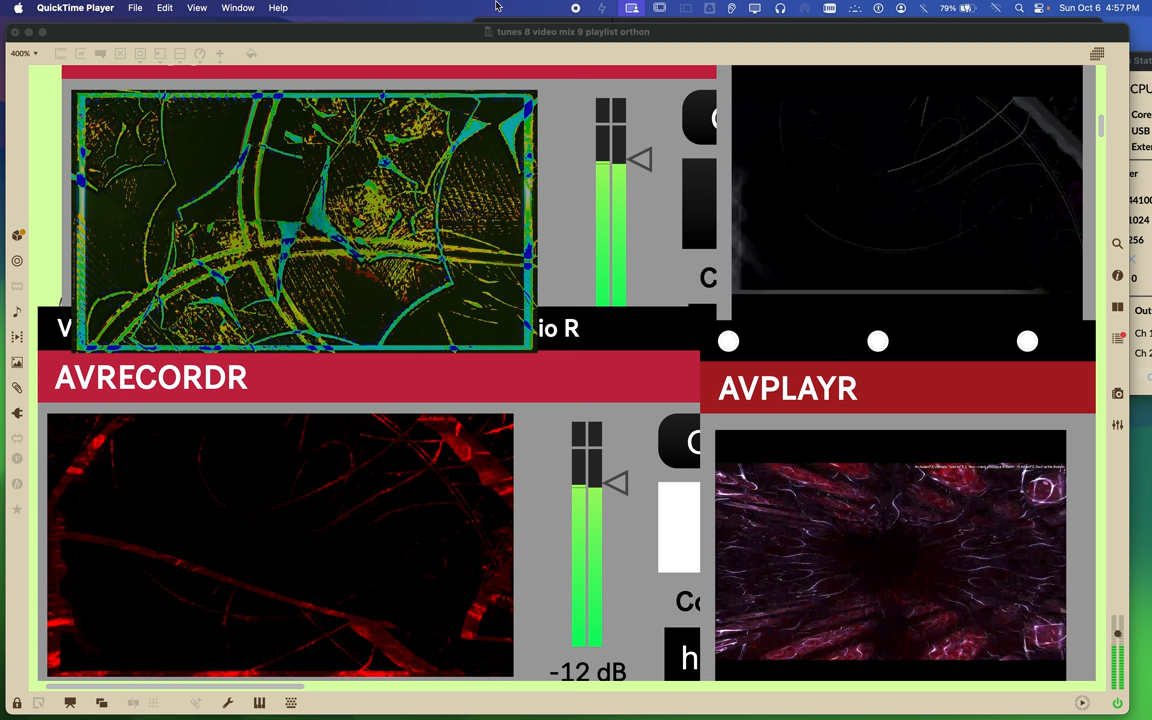 QuickTime Player File Edit View Window Help 79% Sun Oct 6 4:57 PM
tunes 8 video mix 9 playlist orthon
400%
Stat
CPU
Core
USB
Exter
er
44100
1024
256
0
Out
Ch 1
Ch 2
C
V
io R
AVRECORDR
AVPLAYR
Co
h
-12 dB